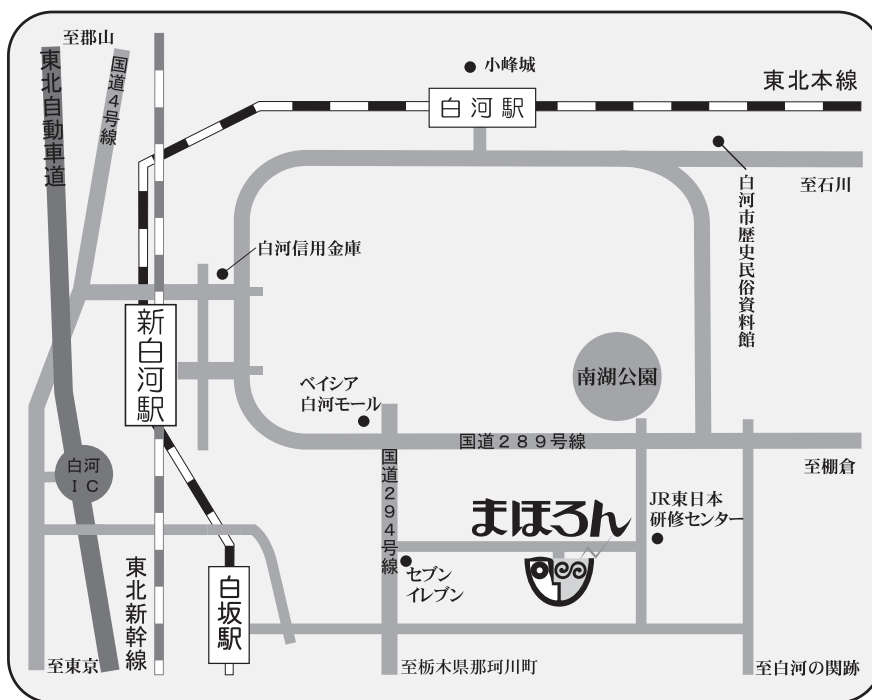 至郡山
東北自動車道
国道4号線
小峰城
白河駅
東北本線
至石川
白河市歴史民俗資料館
白河信用金庫
新白河駅
南湖公園
ベイシア
白河モール
国道289号線
至棚倉
白河
IC
国道294号線
まほろん
JR東日本
研修センター
セブン
イレブン
東北新幹線
白坂駅
至東京
至栃木県那珂川町
至白河の関跡